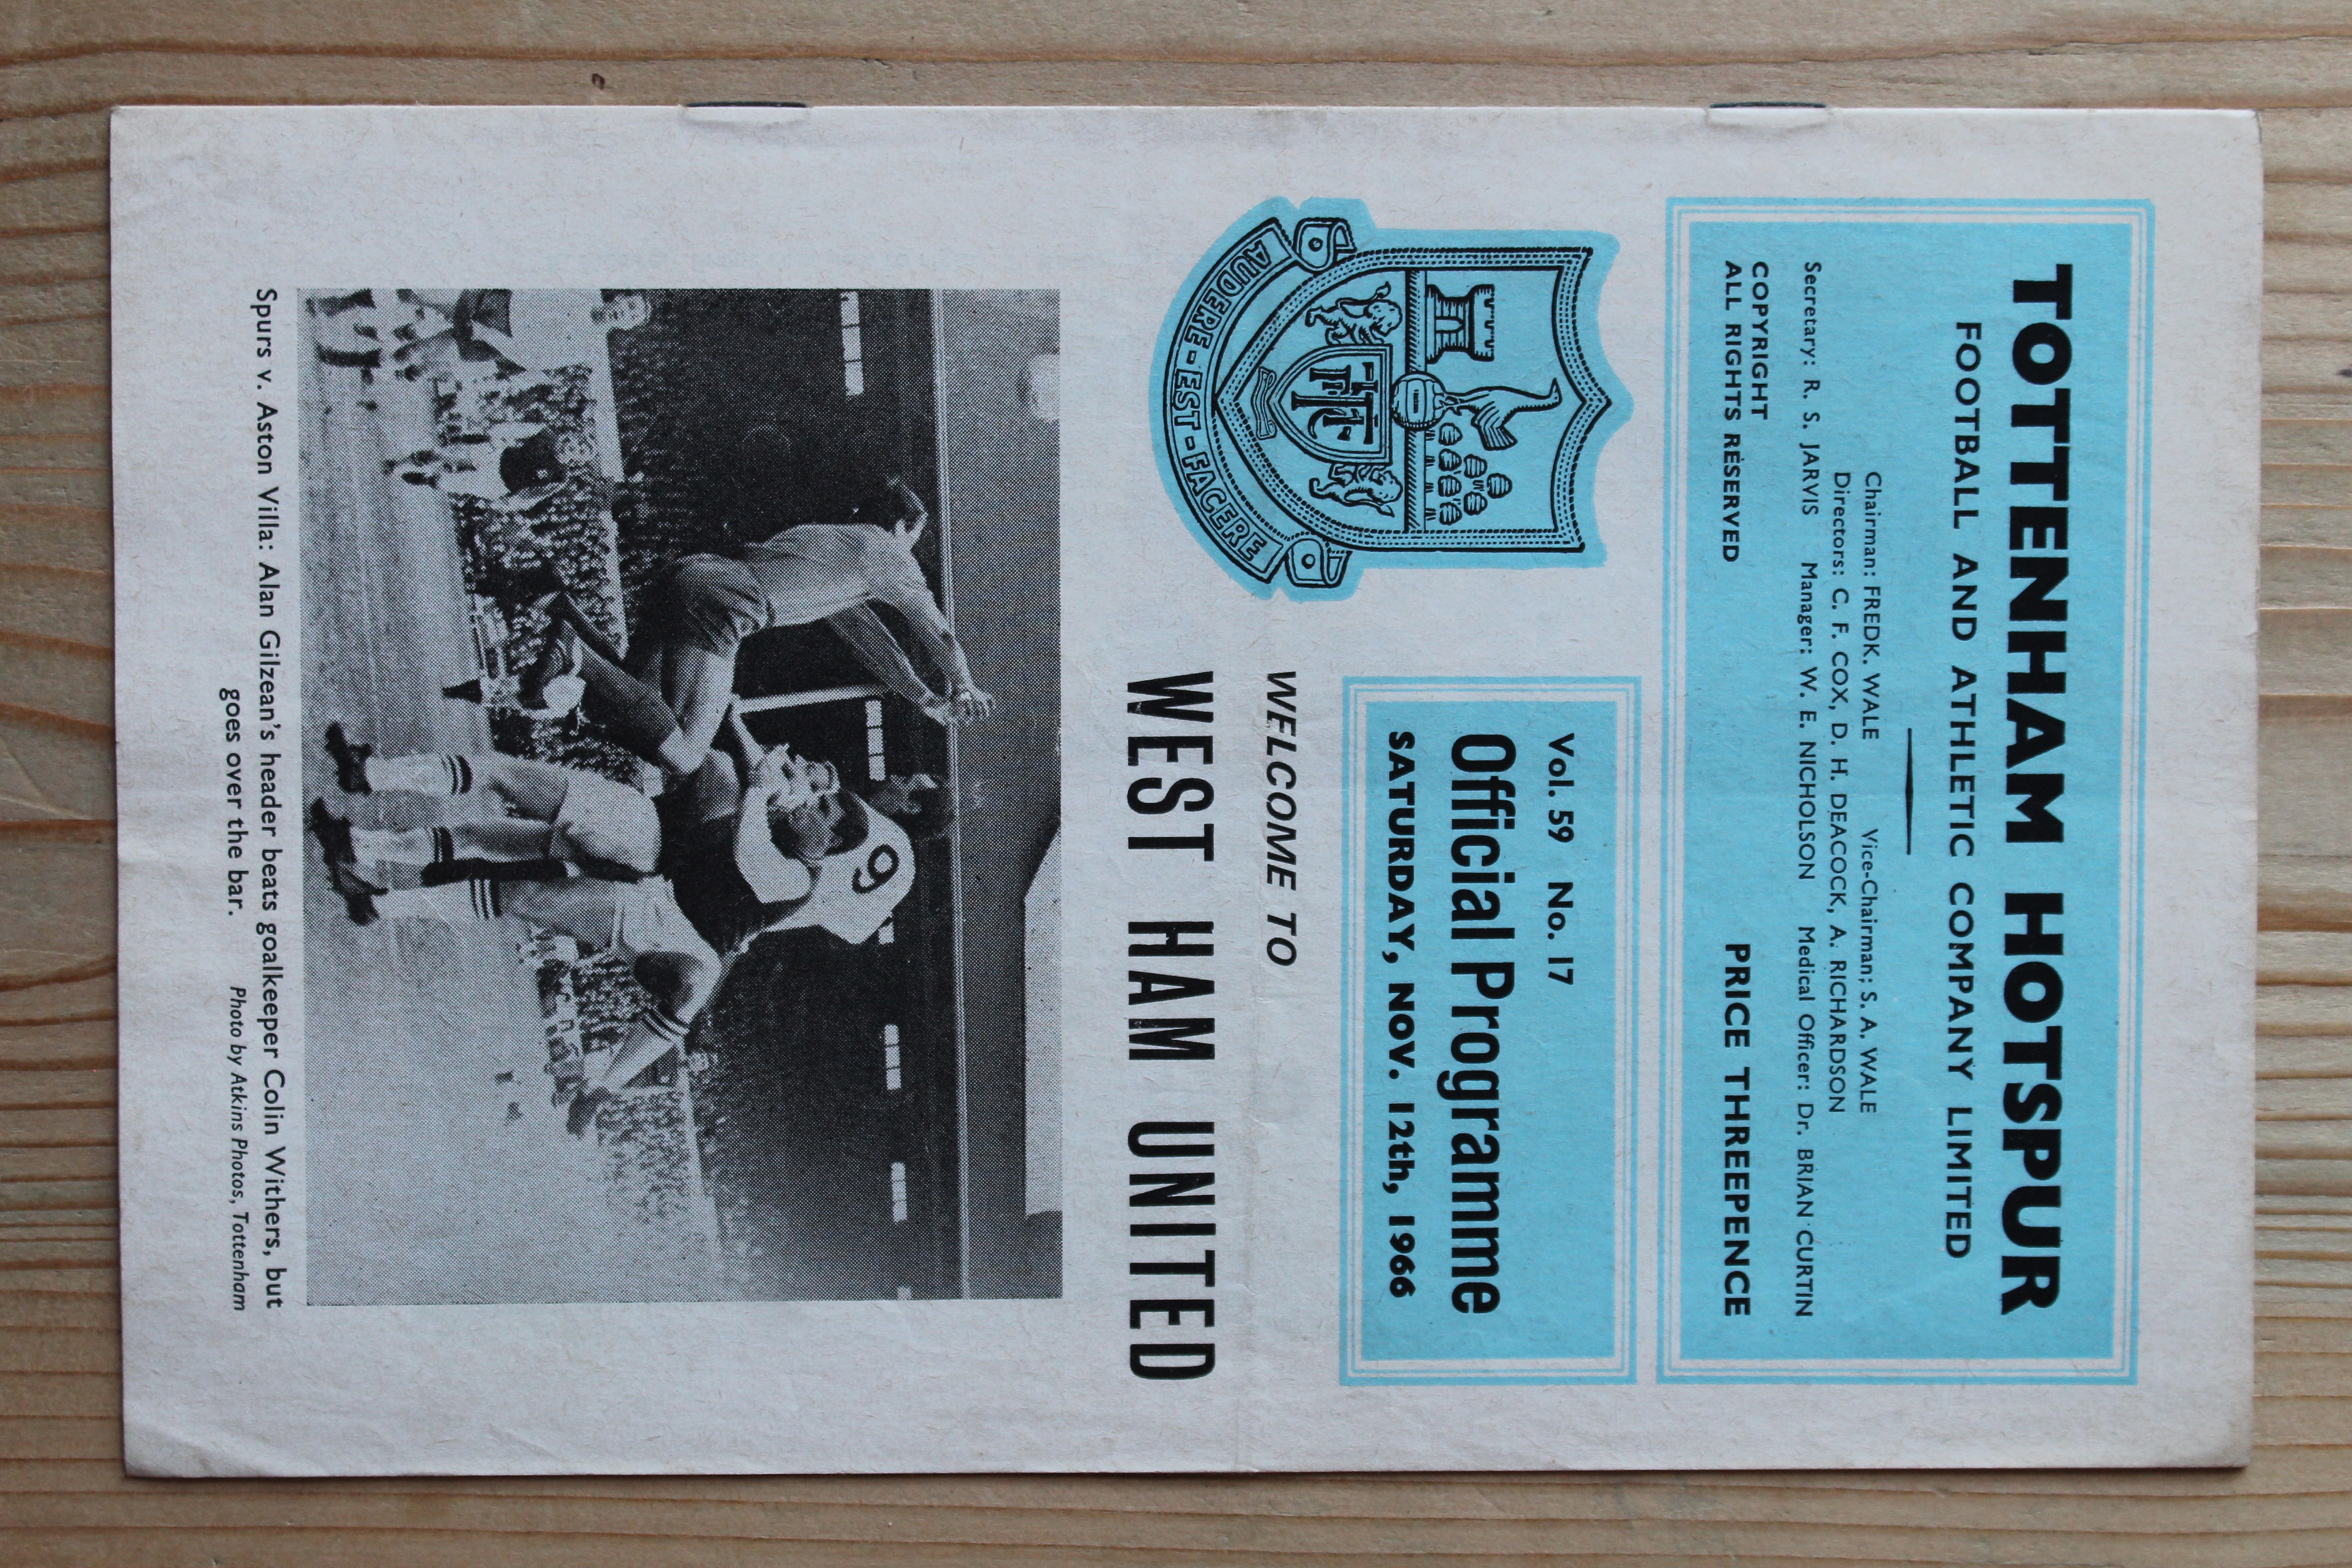 TOTTENHAM HOTSPUR
FOOTBALL AND ATHLETIC COMPANY LIMITED
Chairman: FREDK. WALE Vice-Chairman: S. A. WALE
Directors: C. F. COX, D. H. DEACOCK, A. RICHARDSON
Secretary: R. S. JARVIS Manager: W. E. NICHOLSON Medical Officer: Dr. BRIAN CURTIN
COPYRIGHT
ALL RIGHTS RESERVED
PRICE THREEPENCE
AUDERE - EST - FACERE
Vol. 59 No. 17
Official Programme
SATURDAY, NOV. 12th, 1966
WELCOME TO
WEST HAM UNITED
9
Spurs v. Aston Villa: Alan Gilzean's header beats goalkeeper Colin Withers, but
goes over the bar. Photo by Atkins Photos, Tottenham